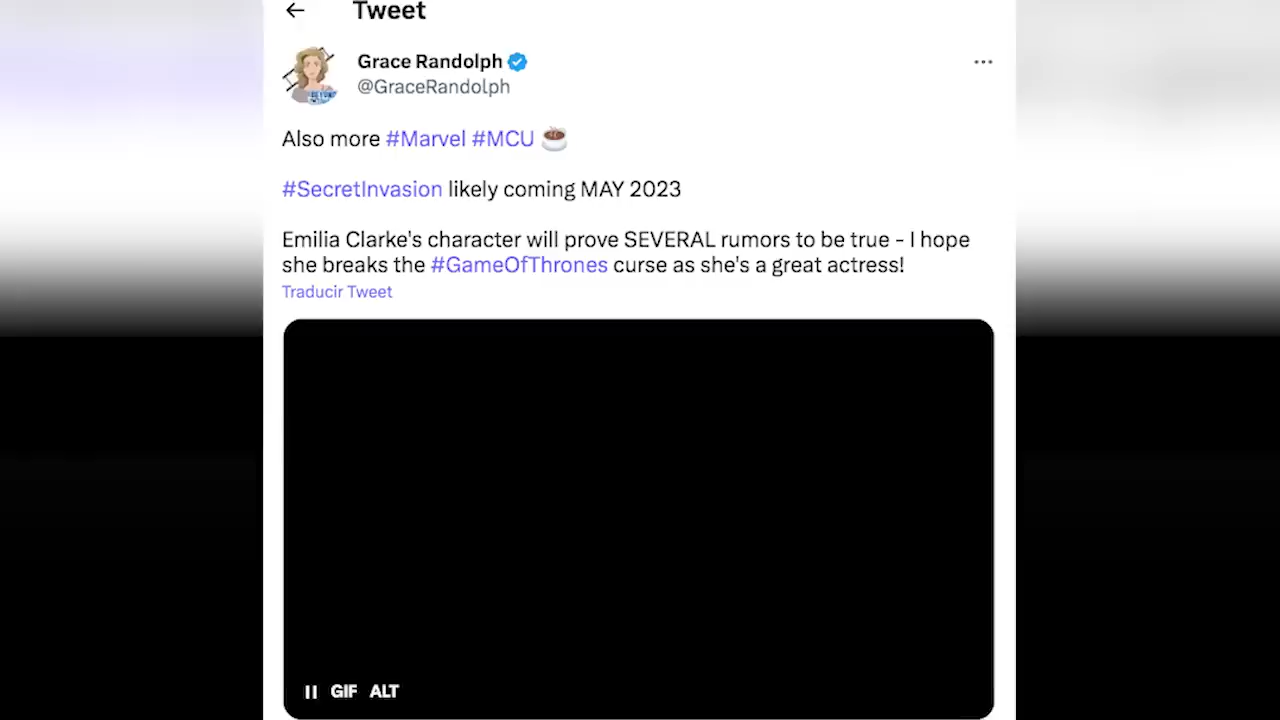 Tweet
Grace Randolph
@GraceRandolph
Also more #Marvel #MCU ☕
#SecretInvasion likely coming MAY 2023
Emilia Clarke's character will prove SEVERAL rumors to be true - I hope
she breaks the #GameOfThrones curse as she's a great actress!
Traducir Tweet
GIF ALT